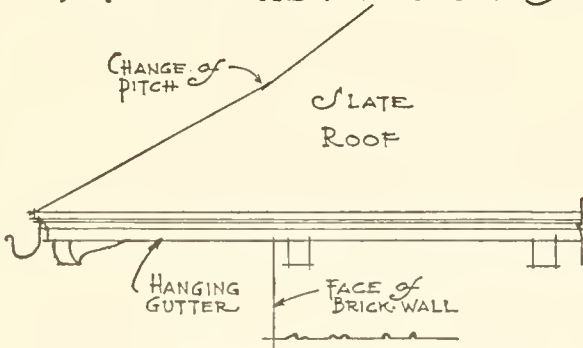 CHANGE of
PITCH
SLATE
ROOF
HANGING
GUTTER
FACE of
BRICK·WALL